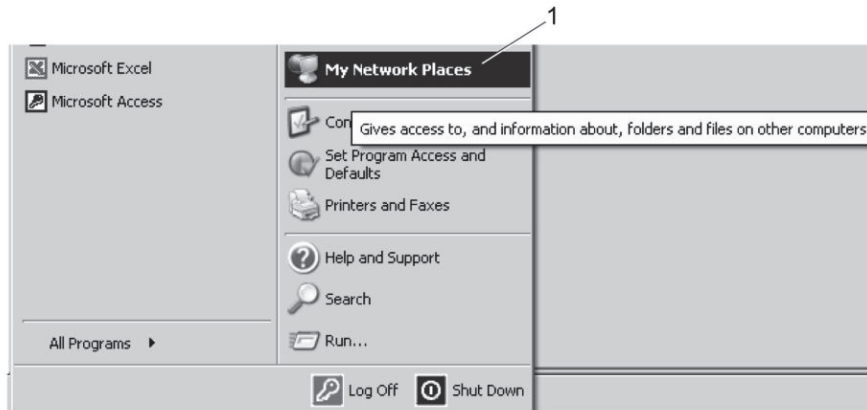 1
Microsoft Excel
Microsoft Access
My Network Places
Con
Gives access to, and information about, folders and files on other computers
Set Program Access and
Defaults
Printers and Faxes
Help and Support
Search
Run...
All Programs
Log Off
Shut Down